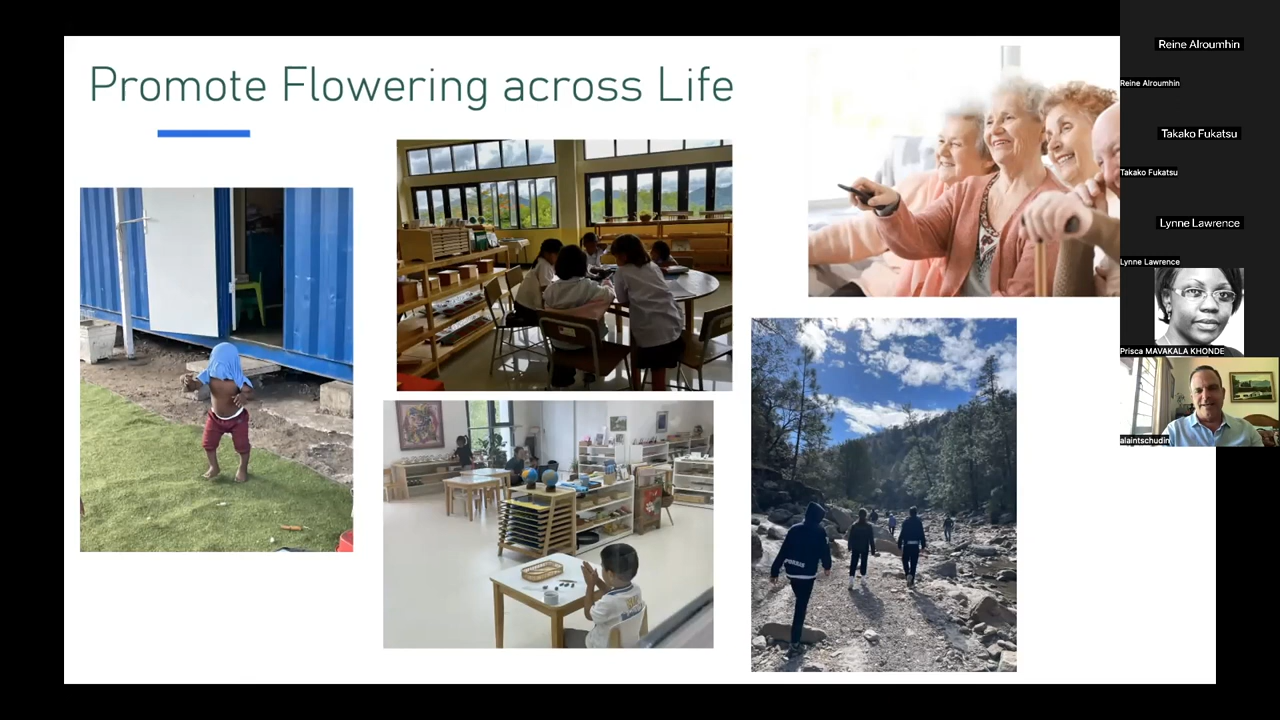 Promote Flowering across Life
Reine Alroumhin
Reine Alroumhin
Takako Fukatsu
Takako Fukatsu
Lynne Lawrence
Lynne Lawrence
Prisca MAVAKALA KHONDE
alaintschudin